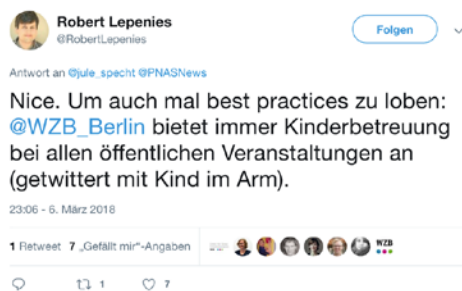 Robert Lepenies
@RobertLepenies
Folgen
Antwort an @jule_specht @PNASNews
Nice. Um auch mal best practices zu loben:
@WZB_Berlin bietet immer Kinderbetreuung
bei allen öffentlichen Veranstaltungen an
(getwittert mit Kind im Arm).
23:06 - 6. März 2018
1 Retweet 7 „Gefällt mir"-Angaben
WZB
1 7